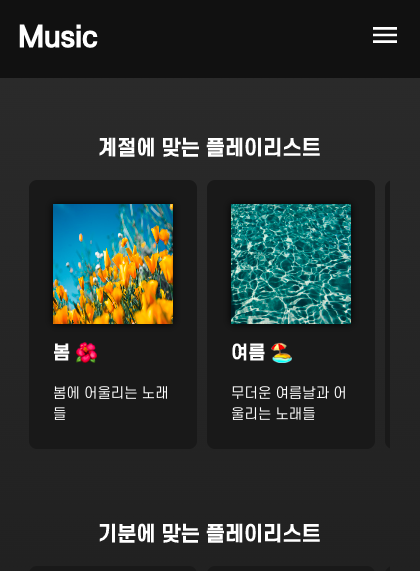 Music
계절에 맞는 플레이리스트
봄 🌺
여름 🏖️
봄에 어울리는 노래
들
무더운 여름날과 어
울리는 노래들
기분에 맞는 플레이리스트